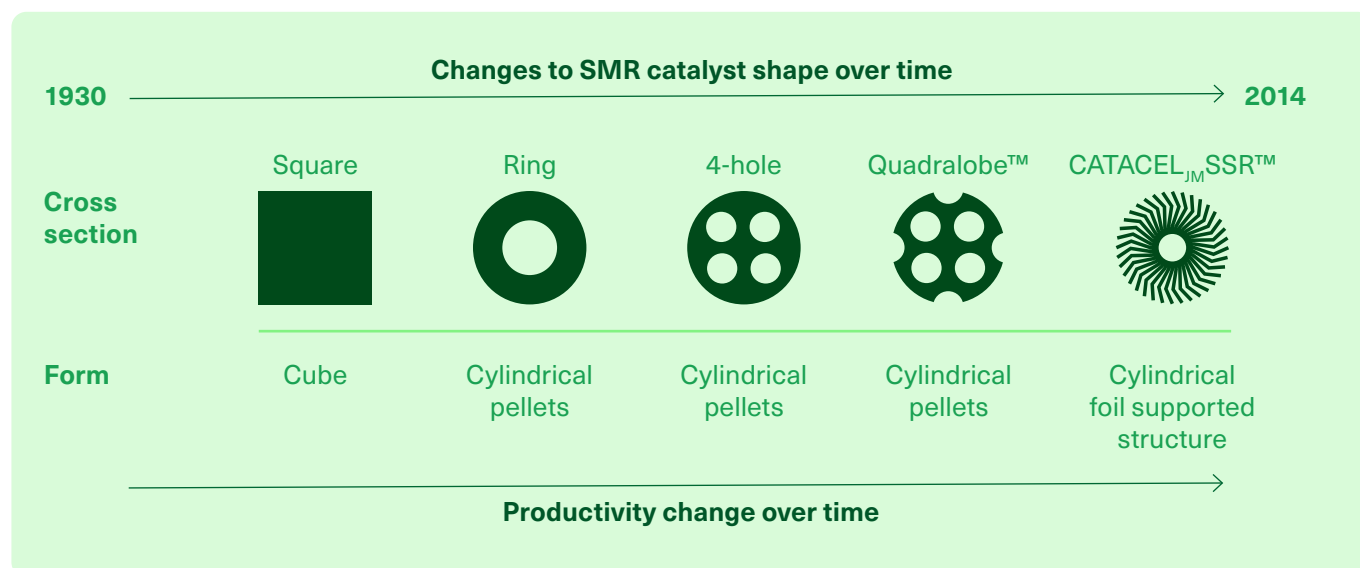 Changes to SMR catalyst shape over time
1930
2014
Square
Ring
4-hole
Quadralobe™
CATACELJMSSR™
Cross
section
Form
Cube
Cylindrical
pellets
Cylindrical
pellets
Cylindrical
pellets
Cylindrical
foil supported
structure
Productivity change over time